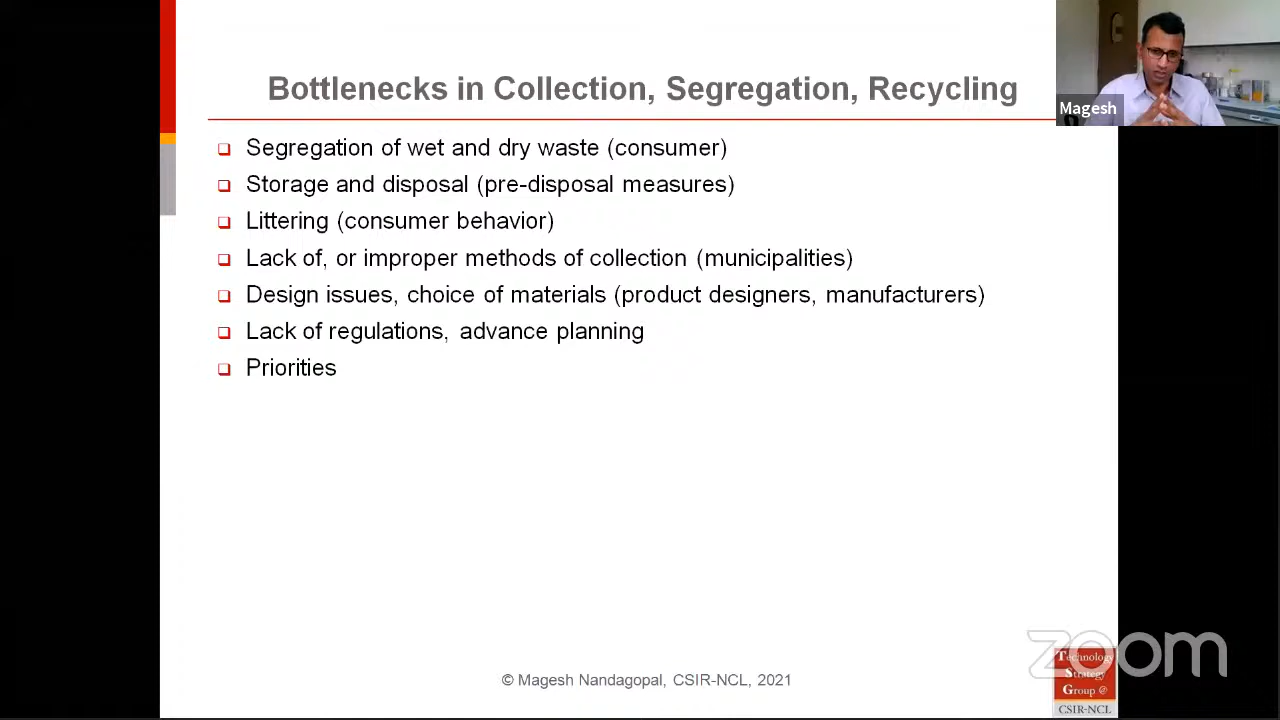 Bottlenecks in Collection, Segregation, Recycling
Magesh
Segregation of wet and dry waste (consumer)
Storage and disposal (pre-disposal measures)
Littering (consumer behavior)
Lack of, or improper methods of collection (municipalities)
Design issues, choice of materials (product designers, manufacturers)
Lack of regulations, advance planning
Priorities
© Magesh Nandagopal, CSIR-NCL, 2021
zoom
Technology
Strategy
Group @
CSIR-NCL